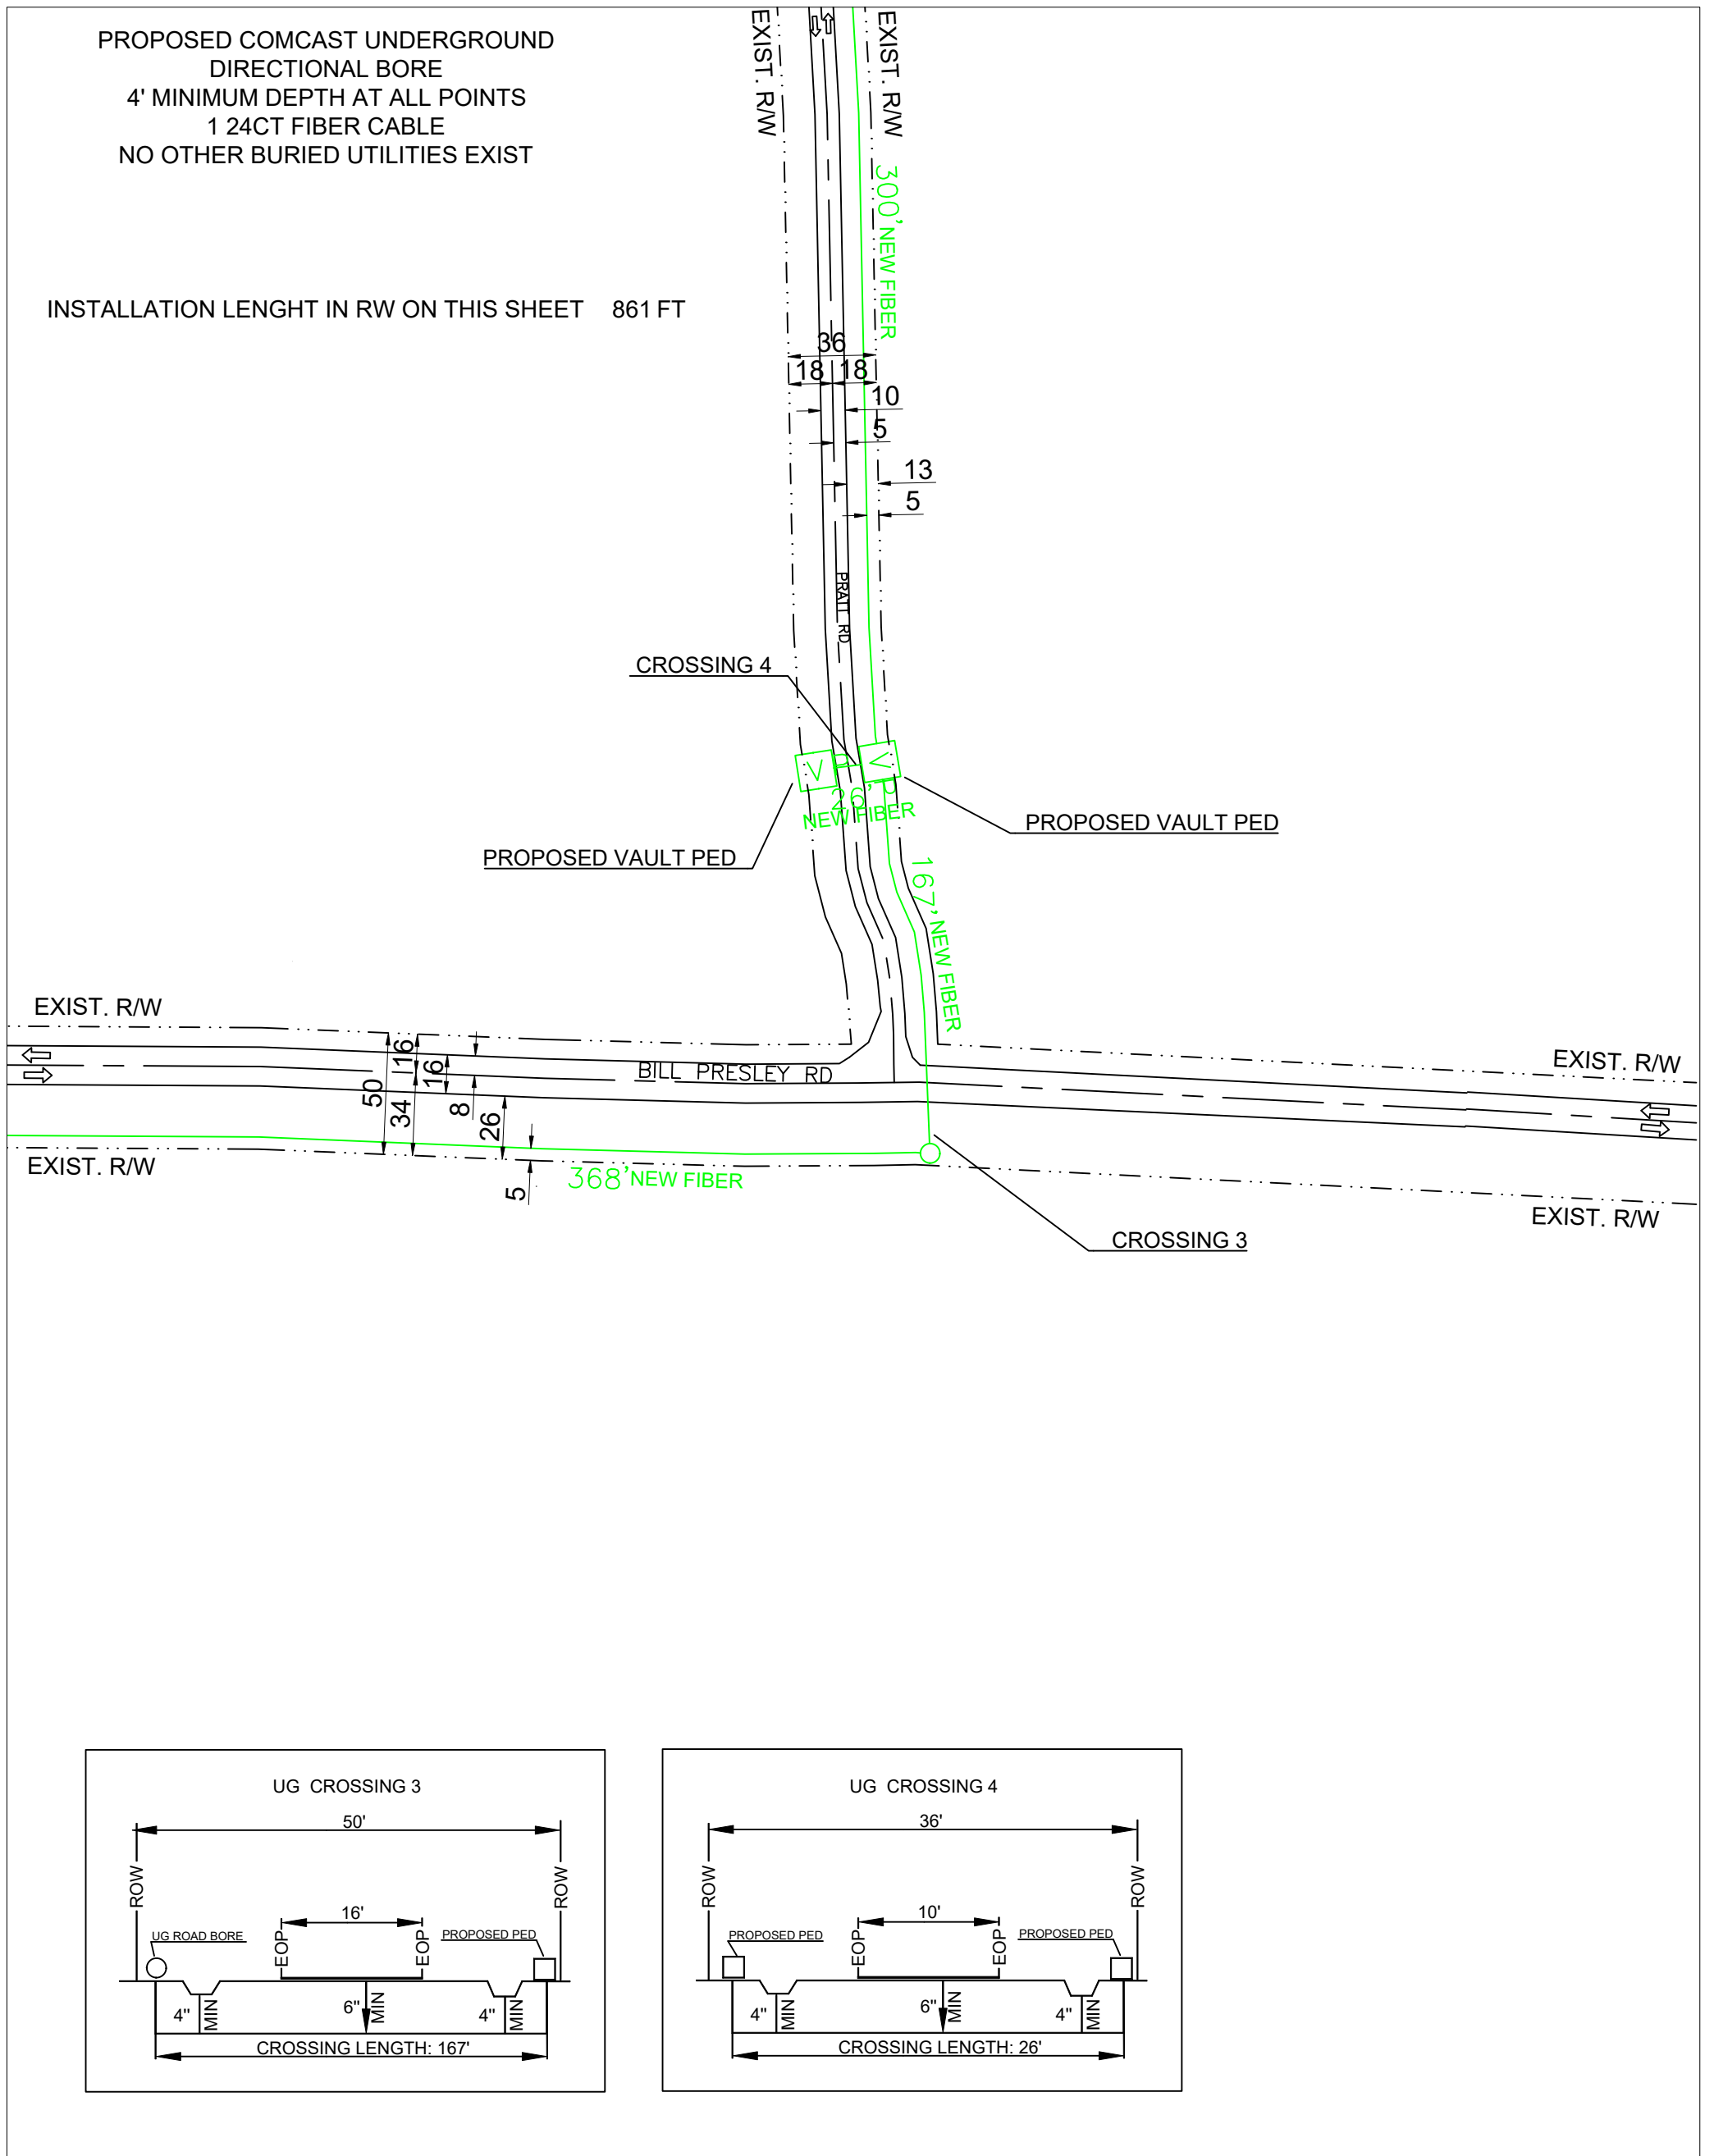 PROPOSED COMCAST UNDERGROUND
DIRECTIONAL BORE
4' MINIMUM DEPTH AT ALL POINTS
1 24CT FIBER CABLE
NO OTHER BURIED UTILITIES EXIST
INSTALLATION LENGHT IN RW ON THIS SHEET 861 FT
EXIST. R/W
EXIST. R/W
300' NEW FIBER
36
18 18
10
5
13
5
PRATT RD
CROSSING 4
V
V
26'
NEW FIBER
PROPOSED VAULT PED
PROPOSED VAULT PED
167' NEW FIBER
EXIST. R/W
EXIST. R/W
50
16
34
16
8
26
5
BILL PRESLEY RD
EXIST. R/W
368' NEW FIBER
EXIST. R/W
CROSSING 3
UG CROSSING 3
50'
ROW
ROW
16'
UG ROAD BORE
EOP
EOP
PROPOSED PED
4"
MIN
6"
MIN
4"
MIN
CROSSING LENGTH: 167'
UG CROSSING 4
36'
ROW
ROW
10'
PROPOSED PED
EOP
EOP
PROPOSED PED
4"
MIN
6"
MIN
4"
MIN
CROSSING LENGTH: 26'